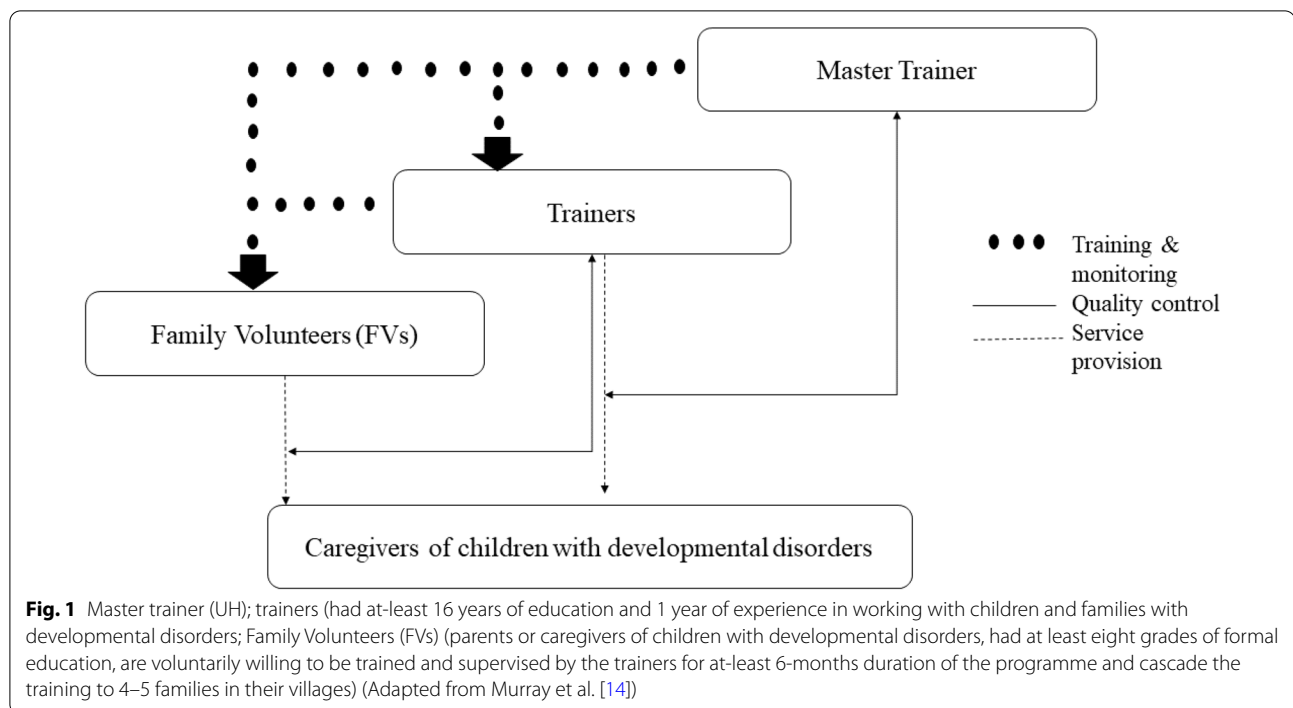 Master Trainer
Trainers
Training &
monitoring
Quality control
Service
provision
Family Volunteers (FVs)
Caregivers of children with developmental disorders
Fig. 1 Master trainer (UH); trainers (had at-least 16 years of education and 1 year of experience in working with children and families with
developmental disorders; Family Volunteers (FVs) (parents or caregivers of children with developmental disorders, had at least eight grades of formal
education, are voluntarily willing to be trained and supervised by the trainers for at-least 6-months duration of the programme and cascade the
training to 4–5 families in their villages) (Adapted from Murray et al. [14])